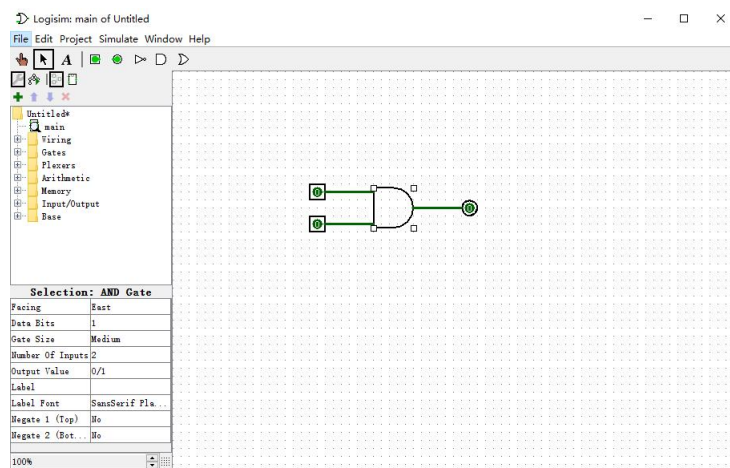 Logisim: main of Untitled
File Edit Project Simulate Window Help
A
Untitled*
main
Wiring
Gates
Plexers
Arithmetic
Memory
Input/Output
Base
0
0
0
Selection: AND Gate
Facing East
Data Bits 1
Gate Size Medium
Number Of Inputs 2
Output Value 0/1
Label
Label Font SansSerif Pla...
Negate 1 (Top) No
Negate 2 (Bot... No
100%